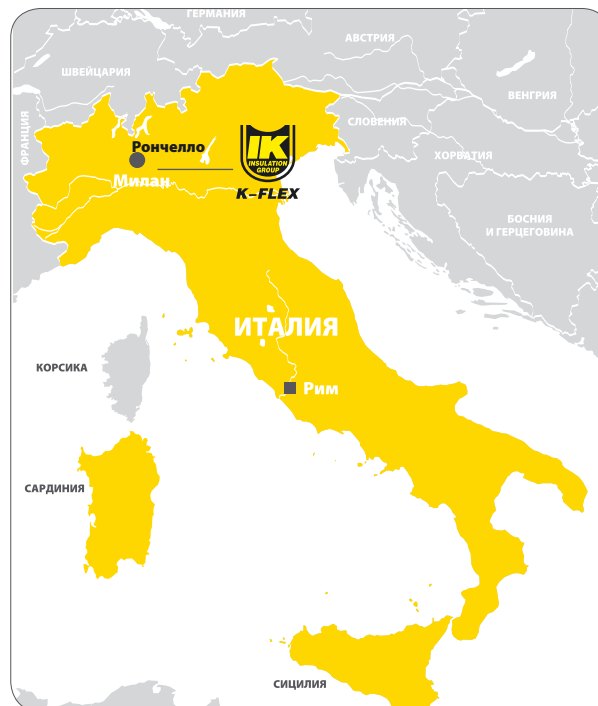 ГЕРМАНИЯ
АВСТРИЯ
ШВЕЙЦАРИЯ
ВЕНГРИЯ
ФРАНЦИЯ
СЛОВЕНИЯ
Рончелло
ХОРВАТИЯ
IK
INSULATION
GROUP
Милан
K-FLEX
БОСНИЯ
И ГЕРЦЕГОВИНА
ИТАЛИЯ
КОРСИКА
Рим
САРДИНИЯ
СИЦИЛИЯ